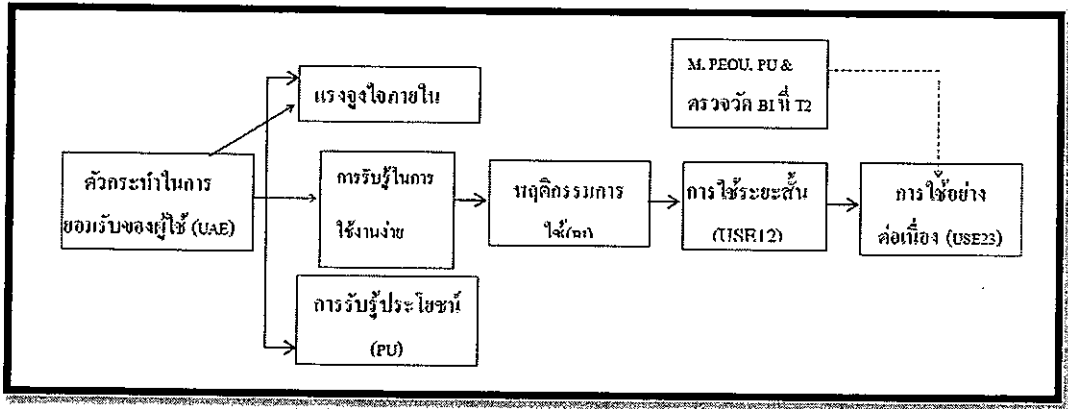 แรงจูงใจภายใน
M. PEOU. PU &
ตรวจวัด BI ที่ T2
ตัวกระทำในการ
ยอมรับของผู้ใช้ (UAE)
การรับรู้ในการ
ใช้งานง่าย
พฤติกรรมการ
ใช้(BI)
การใช้ระยะสั้น
(USE12)
การใช้อย่าง
ต่อเนื่อง (USE23)
การรับรู้ประโยชน์
(PU)